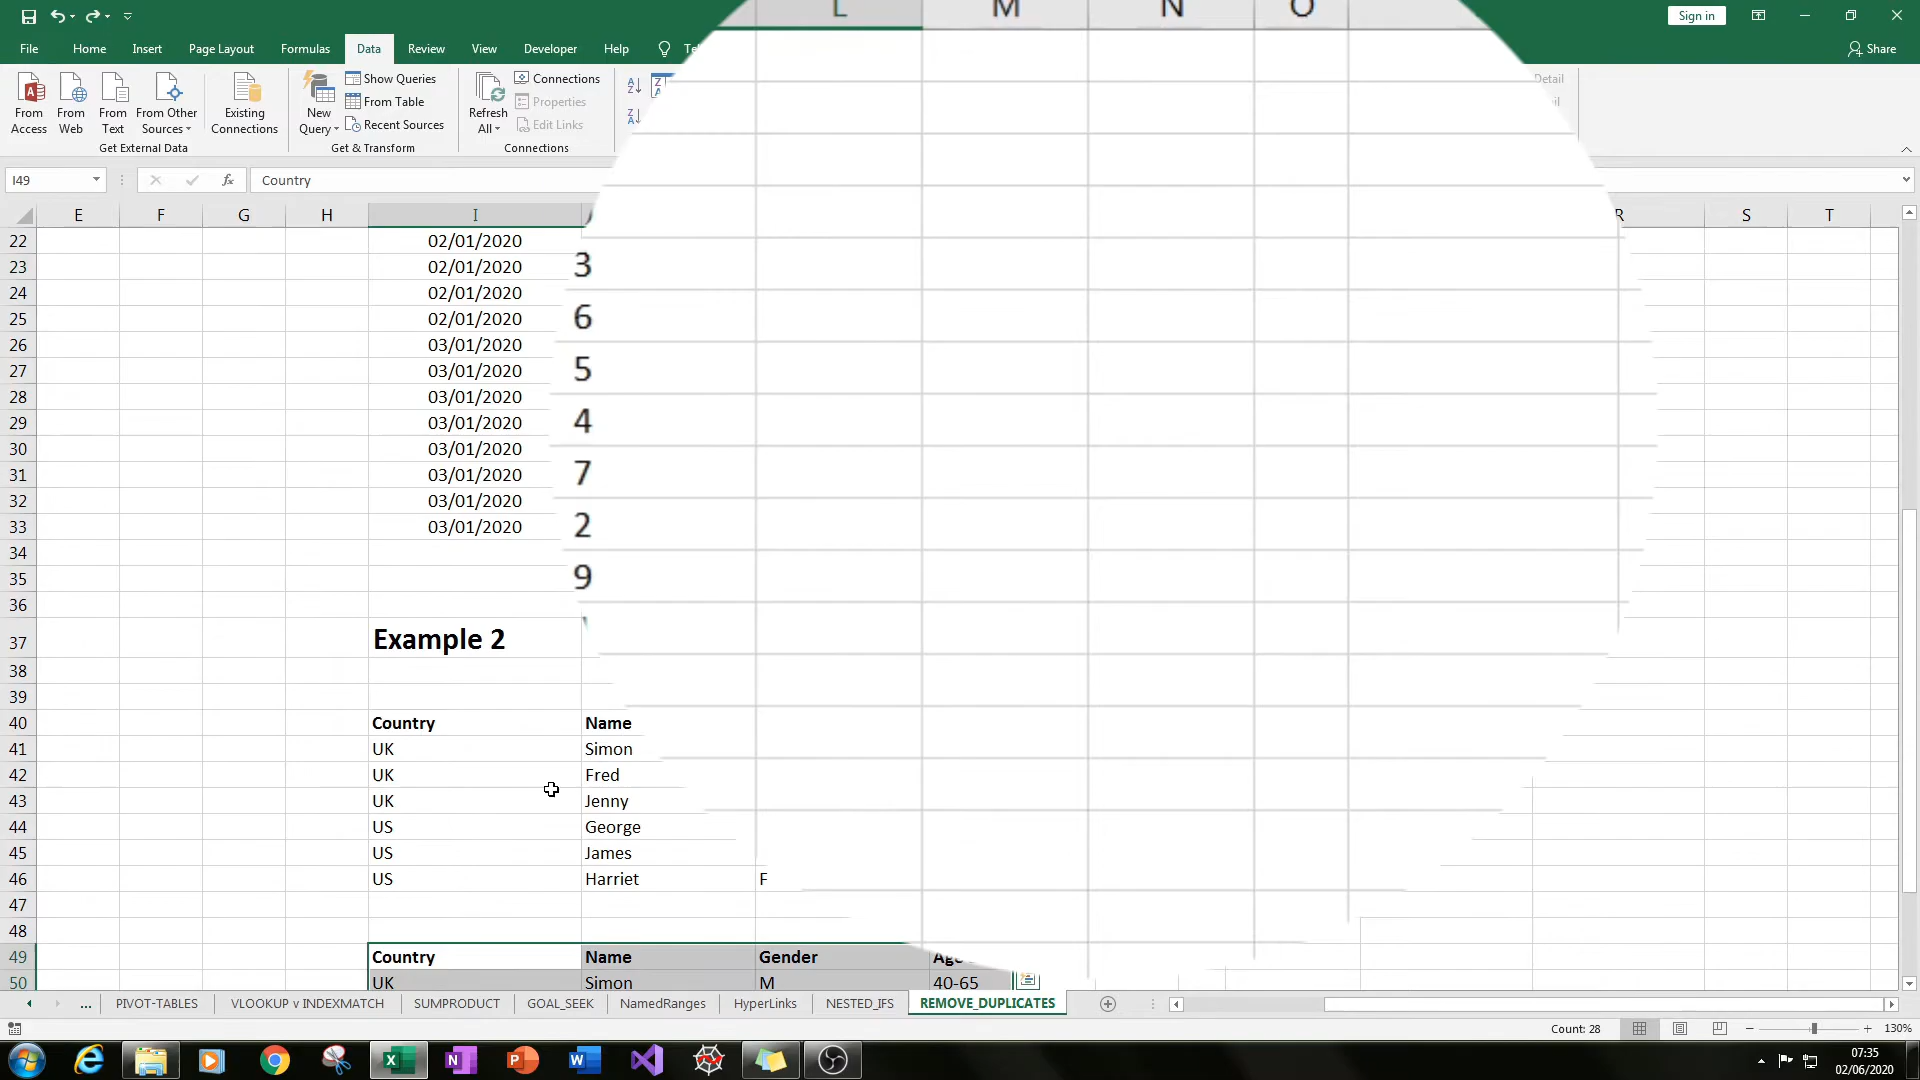 Sign in
File Home Insert Page Layout Formulas Data Review View Developer Help
Share
From Access
From Web
From Text
From Other Sources
Existing Connections
Get External Data
New Query
Show Queries
From Table
Recent Sources
Get & Transform
Refresh All
Connections
Properties
Edit Links
Connections
Detail
I49
fx
Country
L M N O
E F G H I R S T
22 02/01/2020
23 02/01/2020 3
24 02/01/2020
25 02/01/2020 6
26 03/01/2020
27 03/01/2020 5
28 03/01/2020
29 03/01/2020 4
30 03/01/2020
31 03/01/2020 7
32 03/01/2020
33 03/01/2020 2
34
35 9
36
37 Example 2
38
39
40 Country Name
41 UK Simon
42 UK Fred
43 UK Jenny
44 US George
45 US James
46 US Harriet F
47
48
49 Country Name Gender
50 UK Simon M 40-65
... PIVOT-TABLES VLOOKUP v INDEXMATCH SUMPRODUCT GOAL_SEEK NamedRanges HyperLinks NESTED_IFS REMOVE_DUPLICATES
Count: 28 130%
07:35
02/06/2020